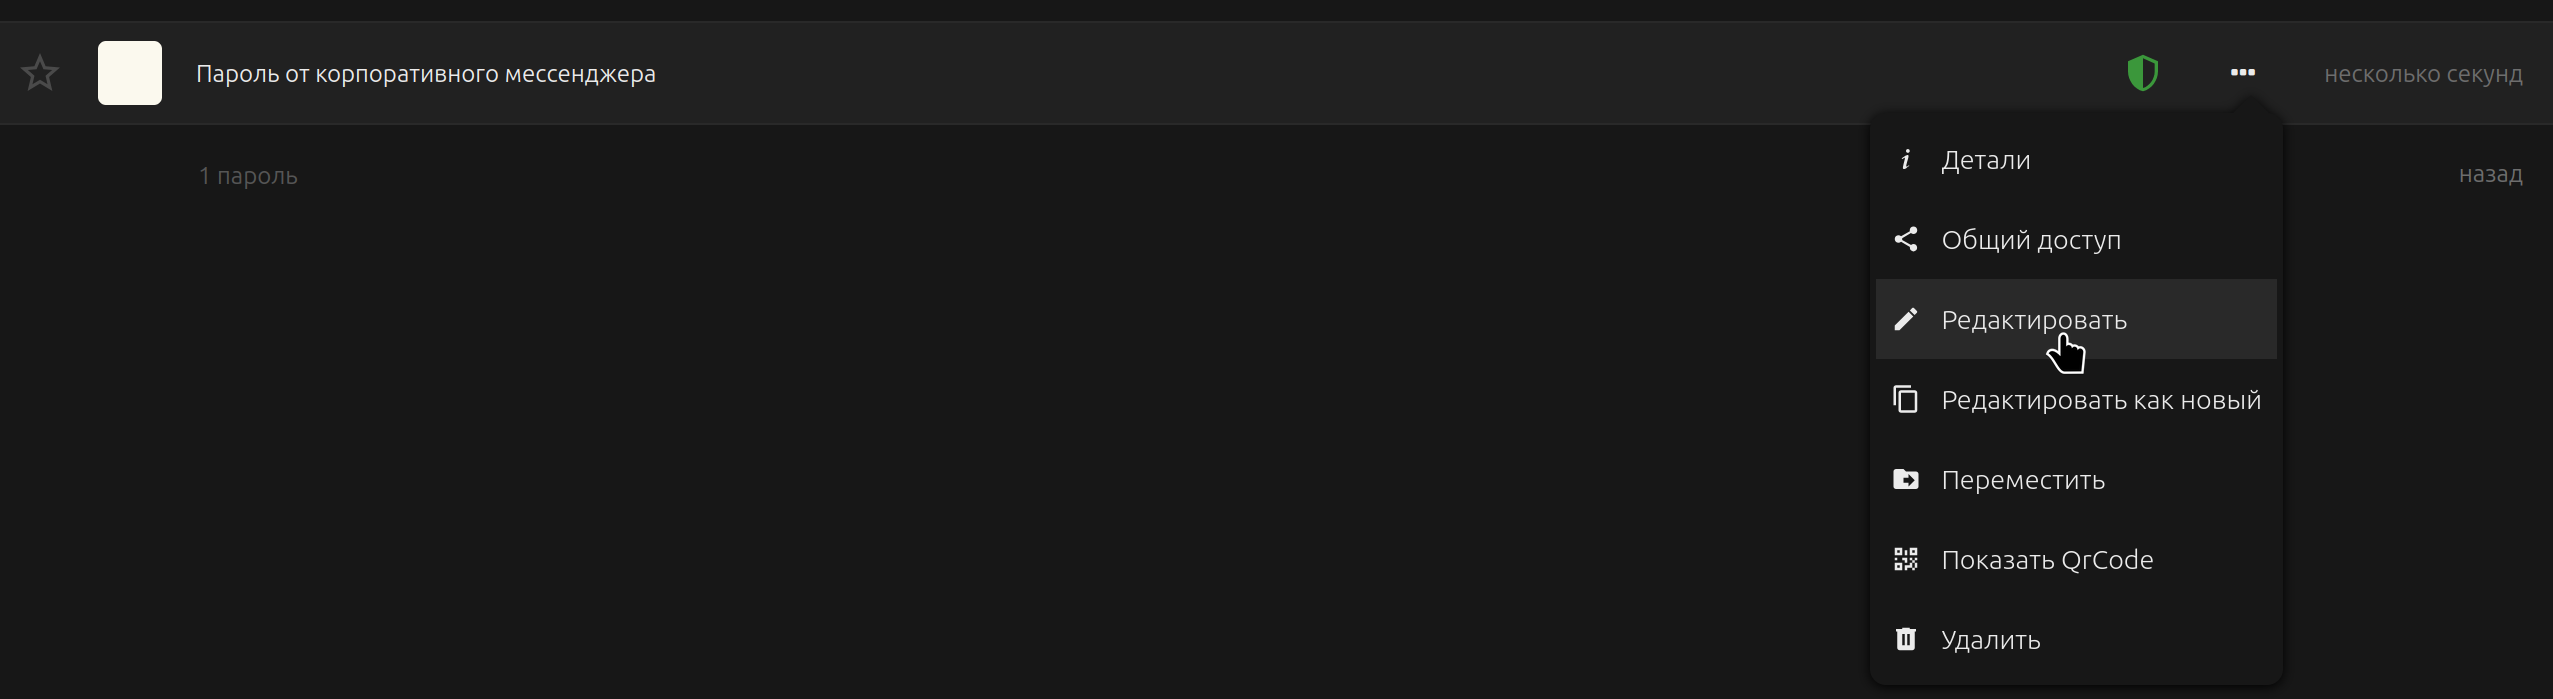 Пароль от корпоративного мессенджера
несколько секунд
назад
1 пароль
Детали
Общий доступ
Редактировать
Редактировать как новый
Переместить
Показать QrCode
Удалить